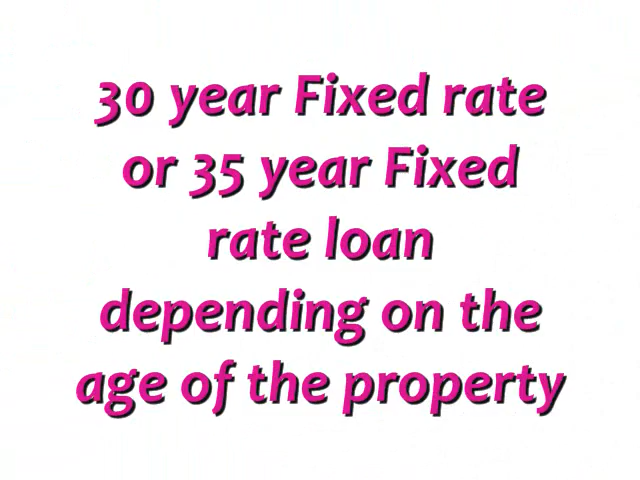 30 year Fixed rate
or 35 year Fixed
rate loan
depending on the
age of the property